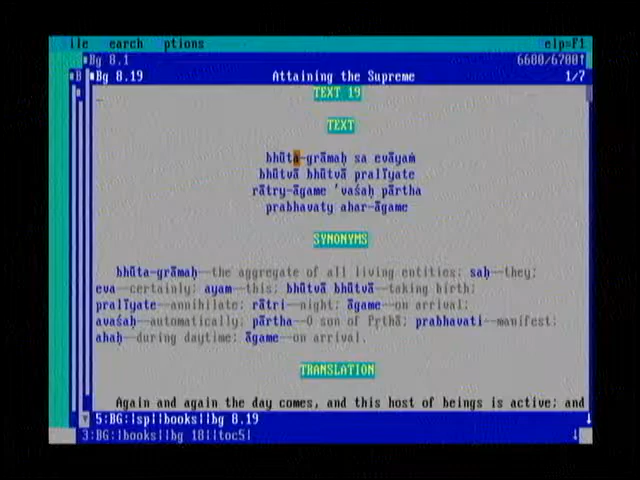 ile earch ptions elp=F1
Bg 8.1 6680/6700↑
B Bg 8.19 Attaining the Supreme 1/7
TEXT 19
TEXT
bhūta-grāmaḥ sa evāyaṁ
bhūtvā bhūtvā pralīyate
rātry-āgame 'vaśaḥ pārtha
prabhavaty ahar-āgame
SYNONYMS
bhūta-grāmaḥ—the aggregate of all living entities; saḥ—they;
eva—certainly; ayam—this; bhūtvā bhūtvā—taking birth;
pralīyate—annihilate; rātri—night; āgame—on arrival;
avaśaḥ—automatically; pārtha—O son of Pṛthā; prabhavati—manifest;
ahaḥ—during daytime; āgame—on arrival.
TRANSLATION
Again and again the day comes, and this host of beings is active; and
5:BG:|sp||books||bg 8.19
3:BG:|books||bg 18||toc5|